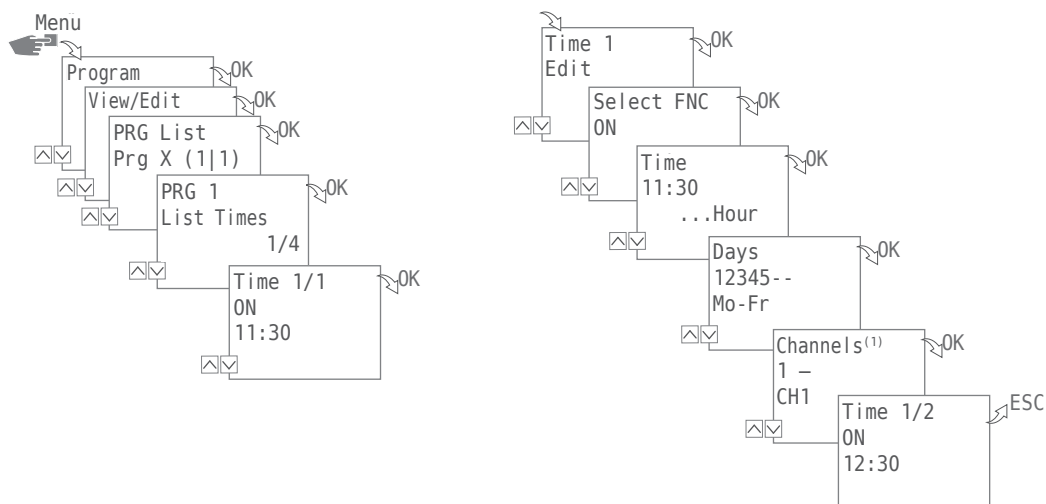 Menü
Program
OK
View/Edit
OK
PRG List
Prg X (1|1)
OK
PRG 1
List Times
1/4
OK
Time 1/1
ON
11:30
OK
Time 1
Edit
OK
Select FNC
ON
OK
Time
11:30
...Hour
OK
Days
12345--
Mo-Fr
OK
Channels(1)
1 –
CH1
OK
Time 1/2
ON
12:30
ESC